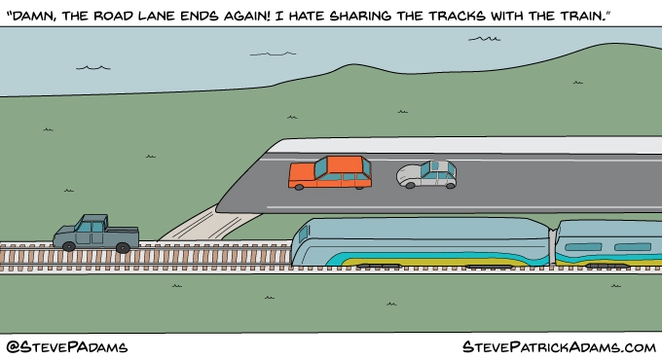 "DAMN, THE ROAD LANE ENDS AGAIN! I HATE SHARING THE TRACKS WITH THE TRAIN."
@STEVEPADAMS
STEVEPATRICKADAMS.COM